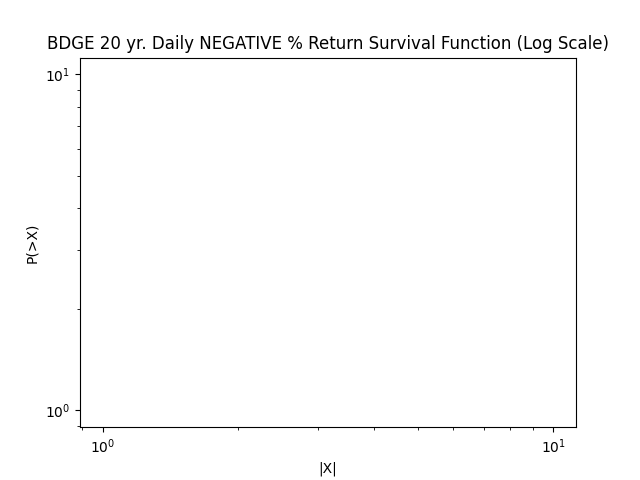 BDGE 20 yr. Daily NEGATIVE % Return Survival Function (Log Scale)
10¹
P(>X)
10⁰
10⁰ 10¹
|X|